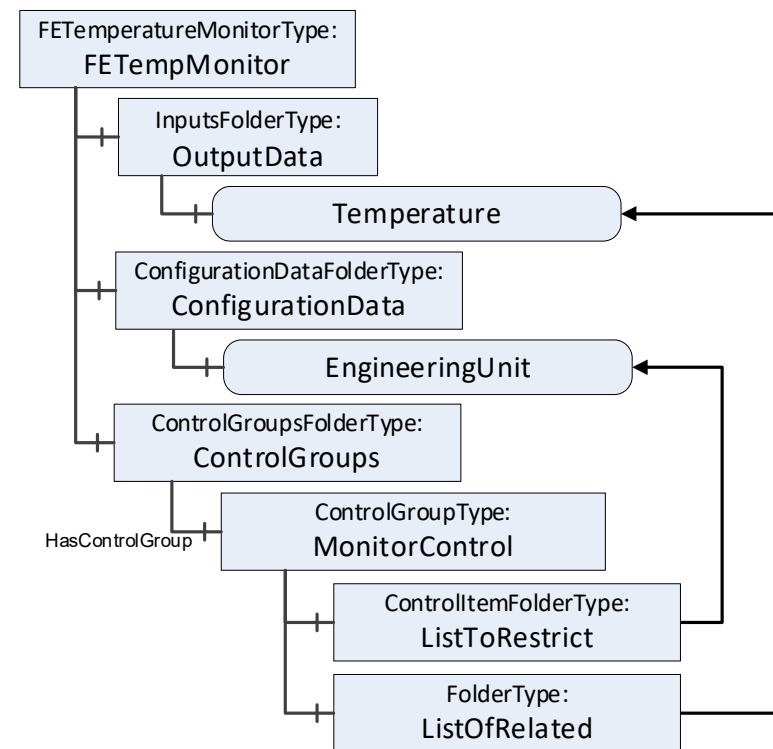 FETemperatureMonitorType:
FETempMonitor
InputsFolderType:
OutputData
Temperature
ConfigurationDataFolderType:
ConfigurationData
EngineeringUnit
ControlGroupsFolderType:
ControlGroups
ControlGroupType:
MonitorControl
HasControlGroup
ControlItemFolderType:
ListToRestrict
FolderType:
ListOfRelated